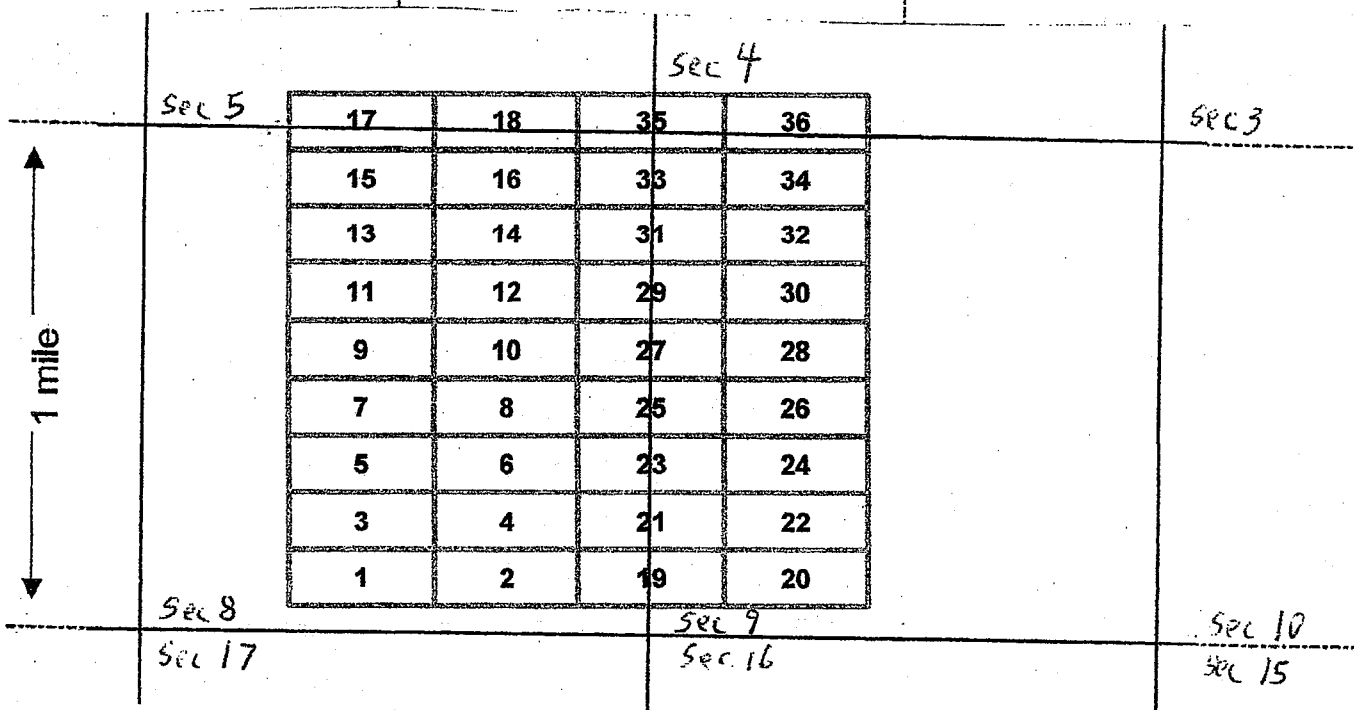 Sec 4
Sec 5
Sec 3
17 18 35 36
15 16 33 34
13 14 31 32
11 12 29 30
9 10 27 28
1 mile
7 8 25 26
5 6 23 24
3 4 21 22
1 2 19 20
Sec 8 Sec 9 Sec 10
Sec 17 Sec 16 Sec 15